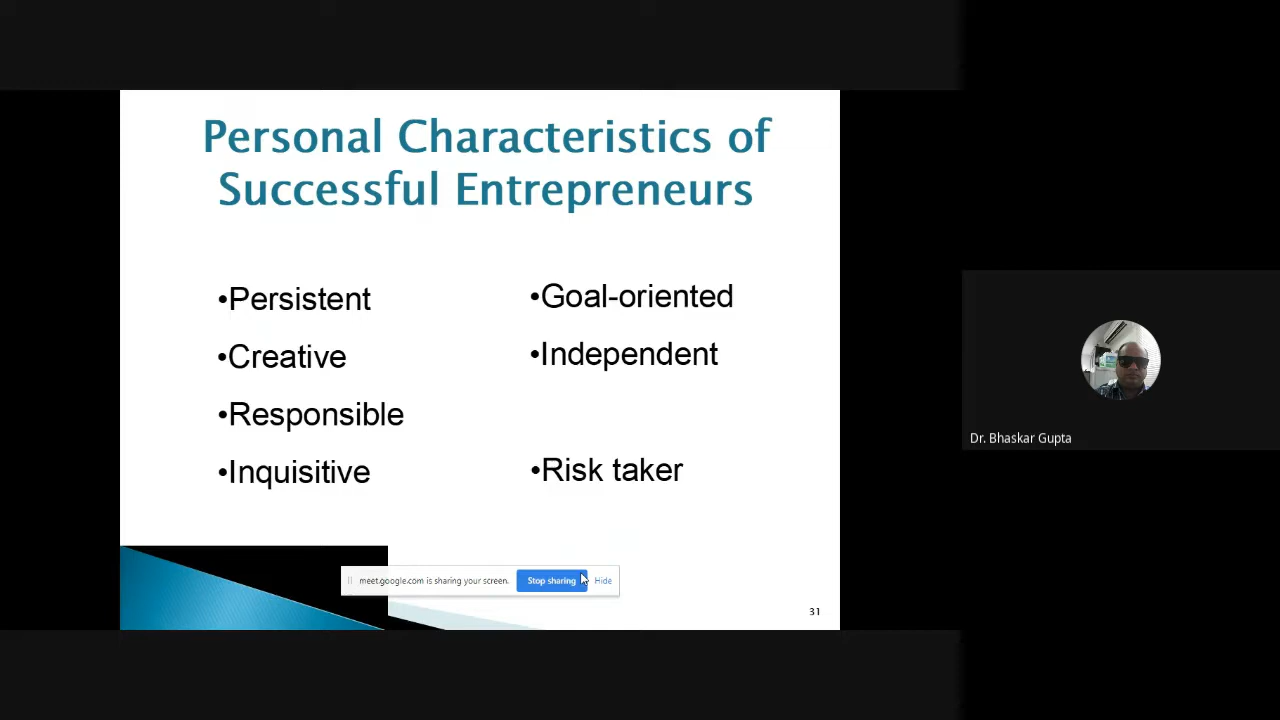 Personal Characteristics of
Successful Entrepreneurs
•Persistent
•Creative
•Responsible
•Inquisitive
•Goal-oriented
•Independent
•Risk taker
meet.google.com is sharing your screen.
Stop sharing
Hide
31
Dr. Bhaskar Gupta